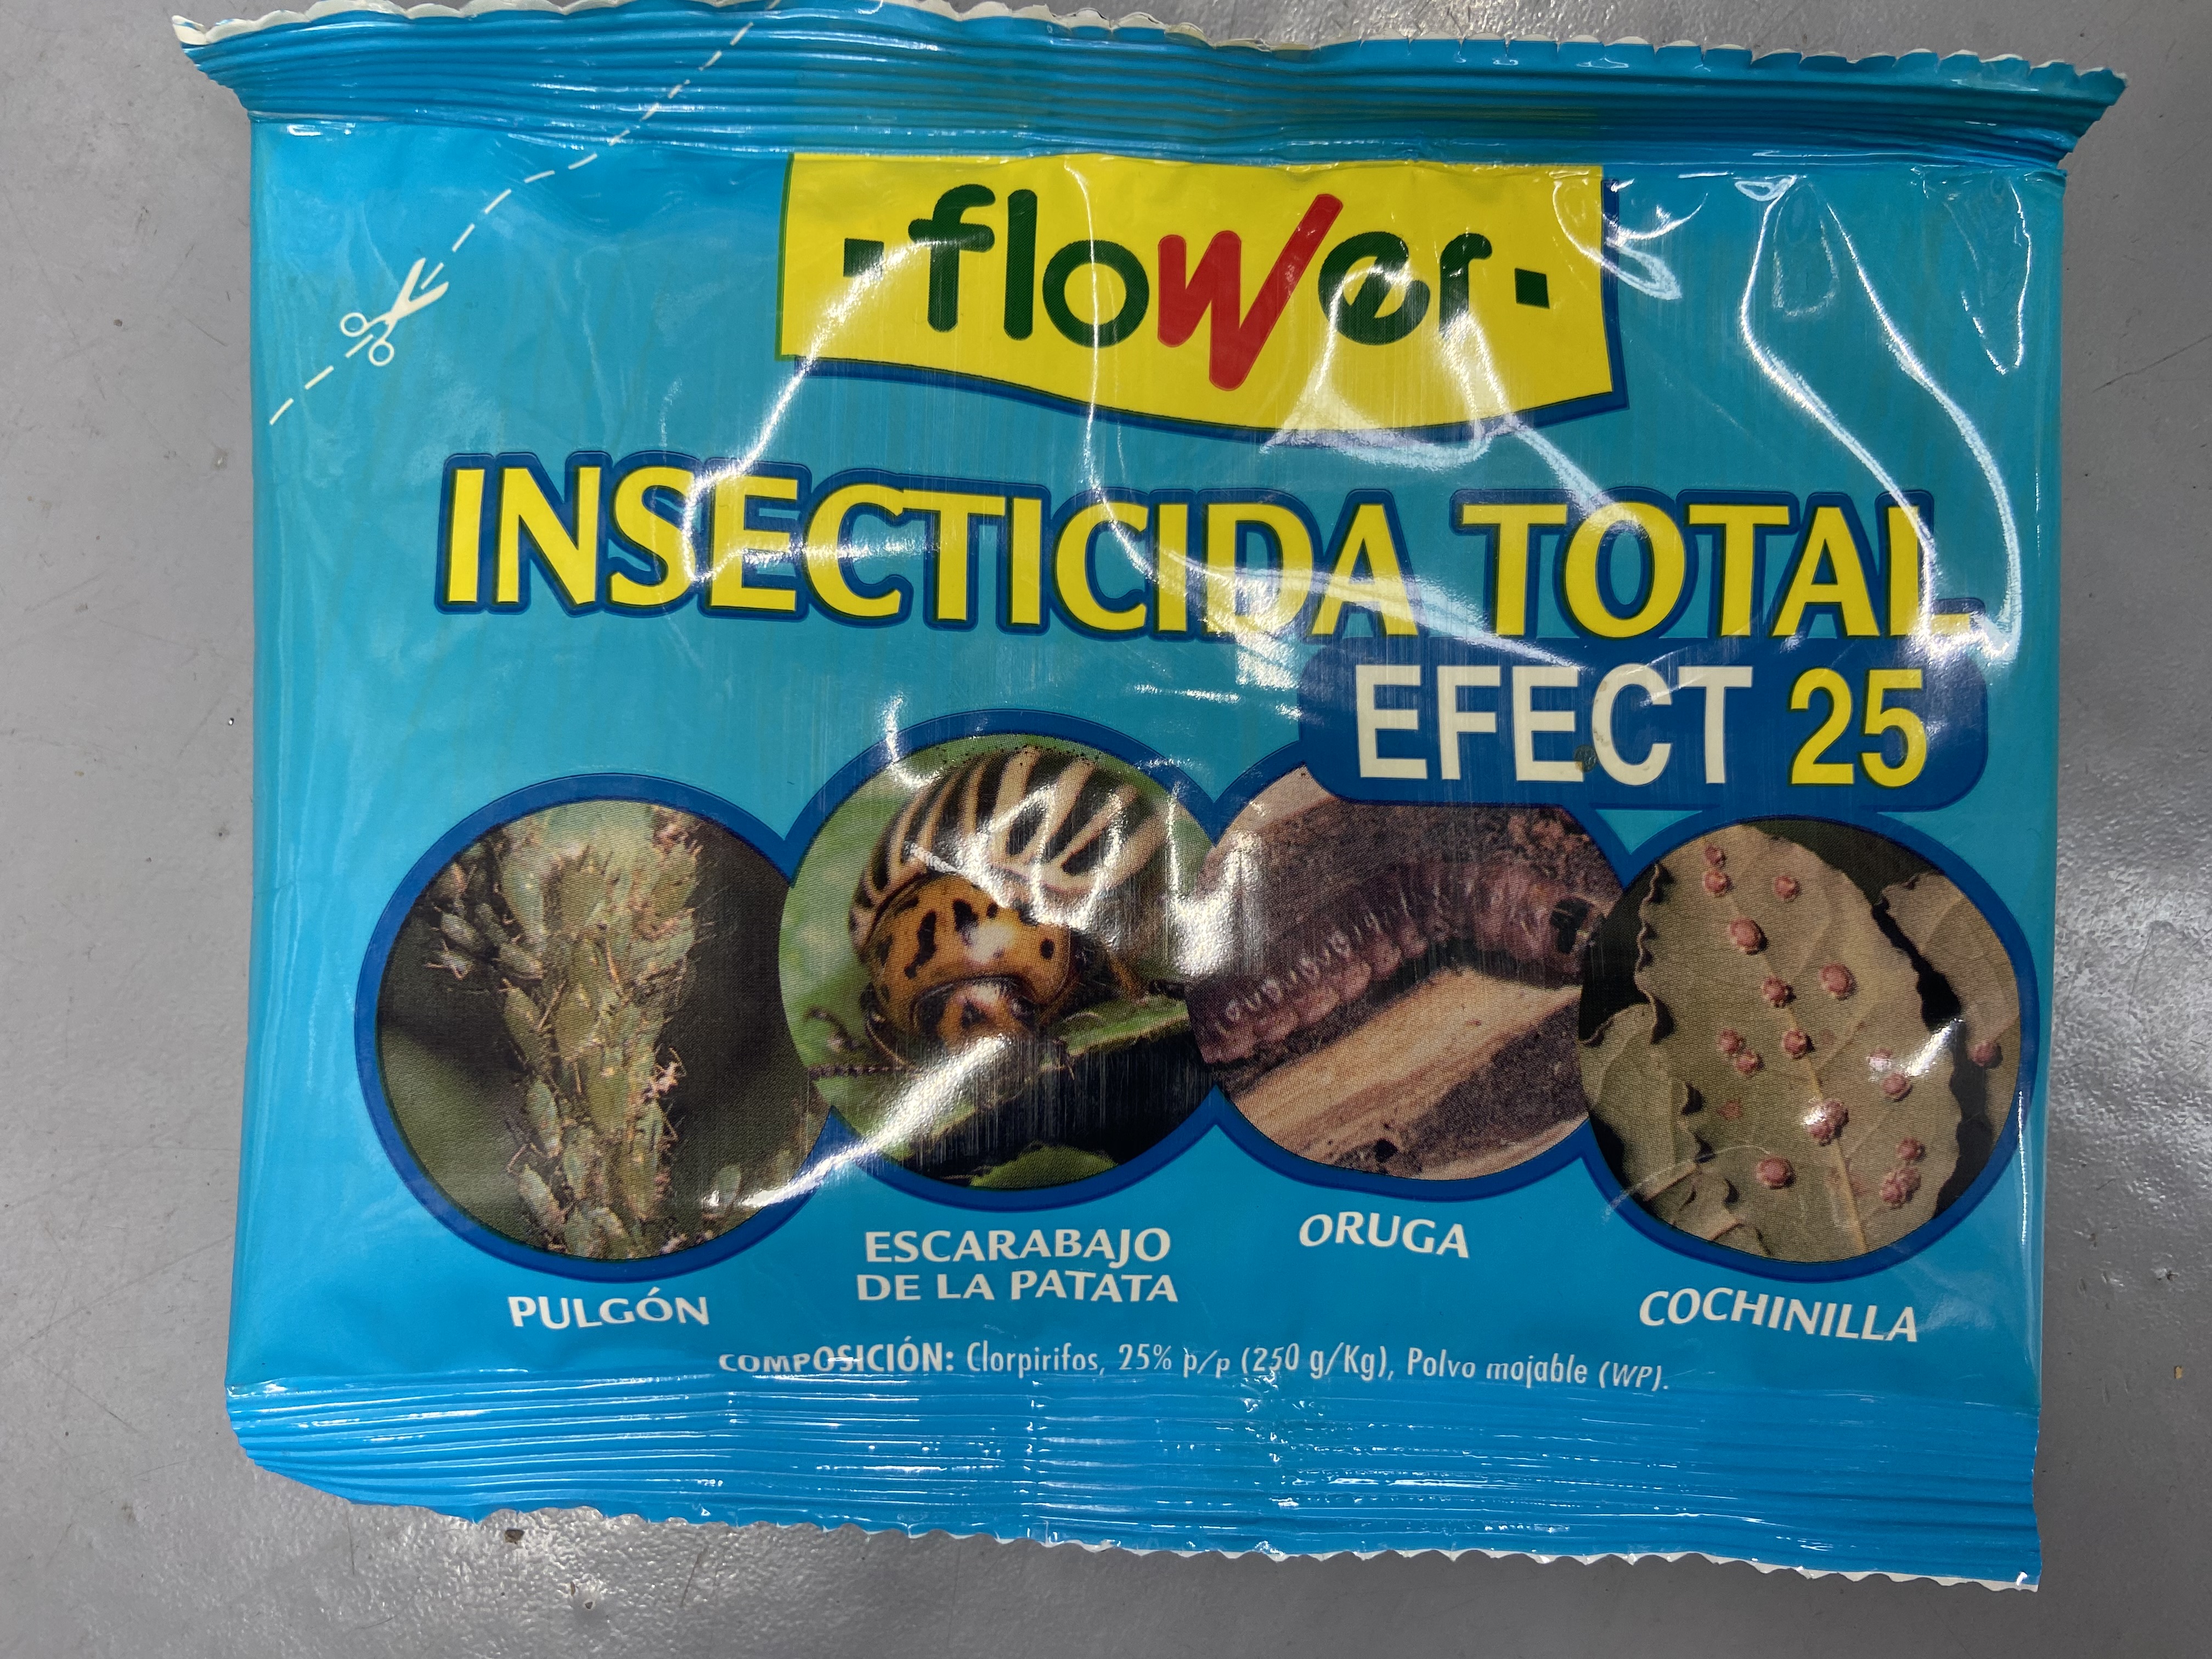 flower
INSECTICIDA TOTAL
EFECT 25
PULGÓN
ESCARABAJO
DE LA PATATA
ORUGA
COCHINILLA
COMPOSICIÓN: Clorpirifos, 25% p/p (250 g/Kg), Polvo mojable (WP).